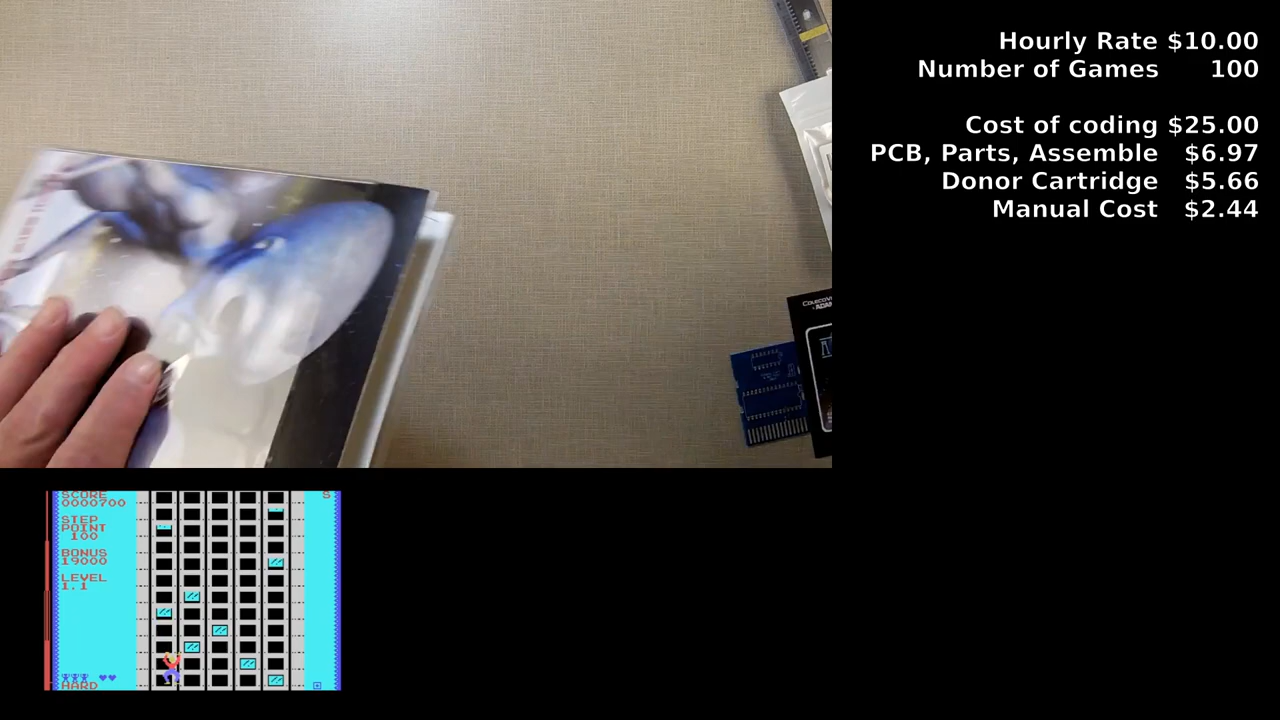 Hourly Rate $10.00
Number of Games 100
Cost of coding $25.00
PCB, Parts, Assemble $6.97
Donor Cartridge $5.66
Manual Cost $2.44
SCORE
0000700
STEP
POINT
100
BONUS
19000
LEVEL
1.1
HARD
S